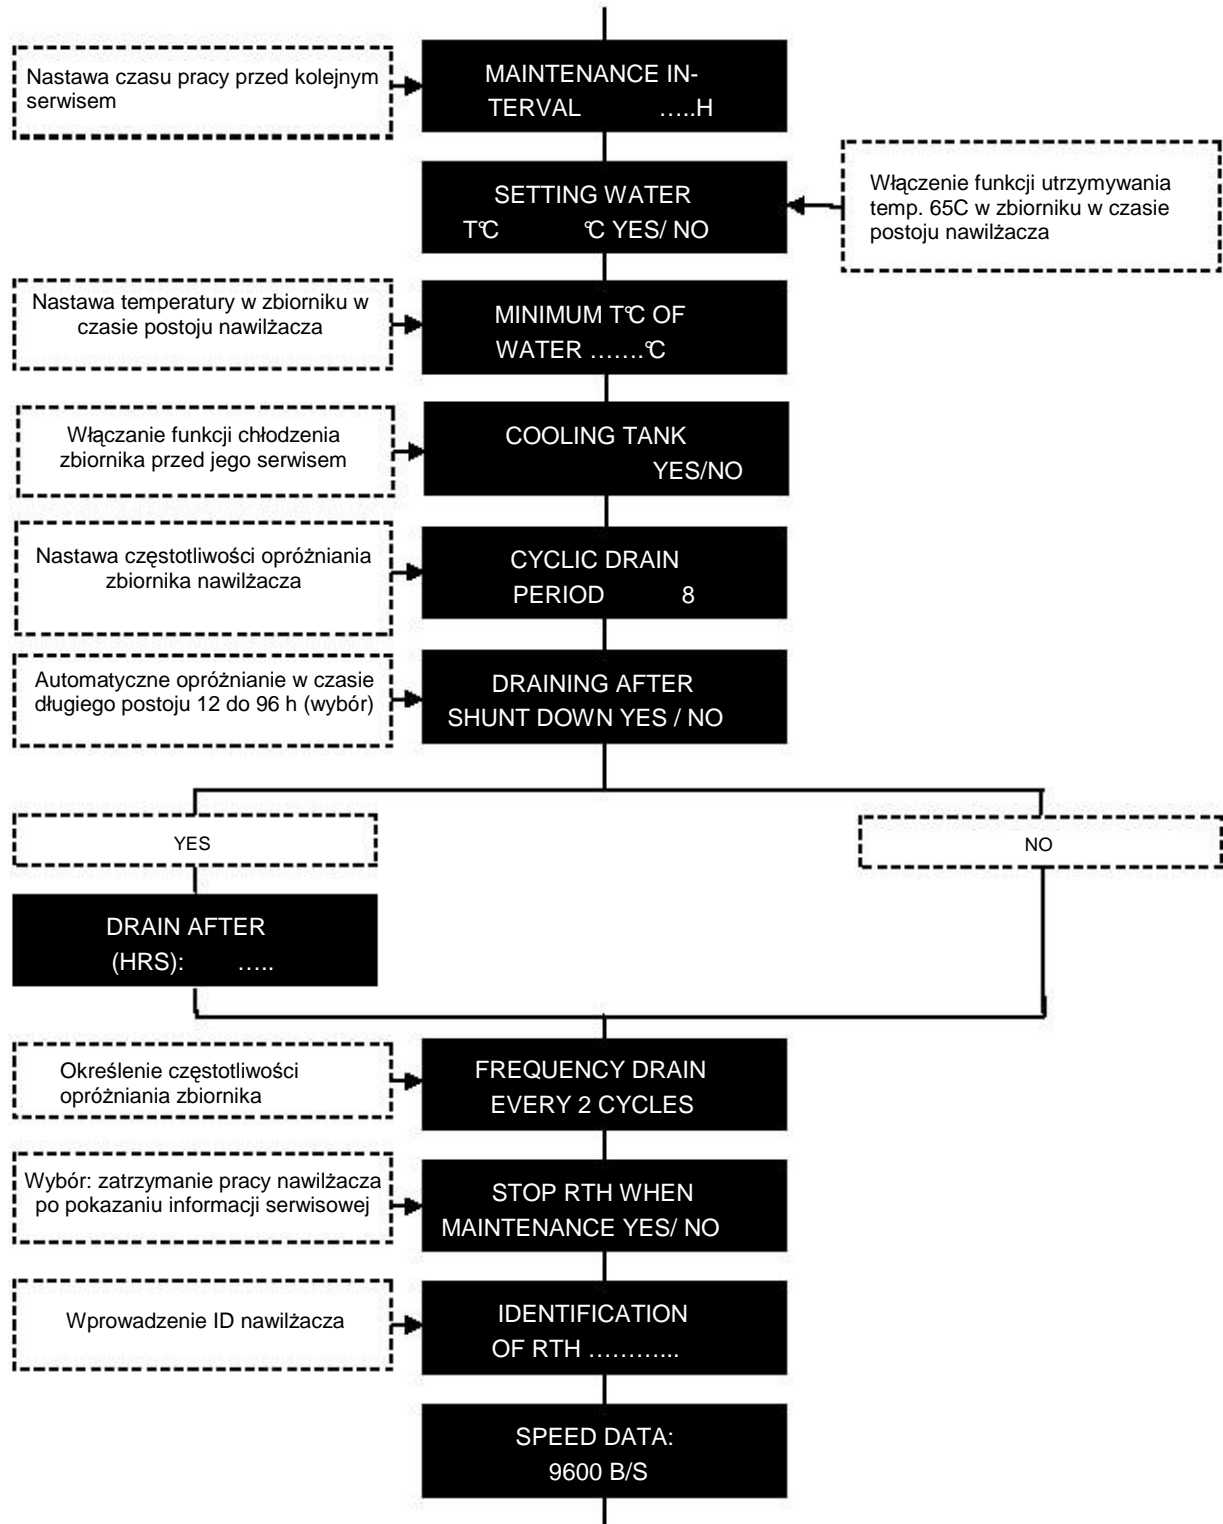 Nastawa czasu pracy przed kolejnym
serwisem
MAINTENANCE IN-
TERVAL …..H
SETTING WATER
T°C °C YES/ NO
Włączenie funkcji utrzymywania
temp. 65C w zbiorniku w czasie
postoju nawilżacza
Nastawa temperatury w zbiorniku w
czasie postoju nawilżacza
MINIMUM T°C OF
WATER …….°C
Włączanie funkcji chłodzenia
zbiornika przed jego serwisem
COOLING TANK
YES/NO
Nastawa częstotliwości opróżniania
zbiornika nawilżacza
CYCLIC DRAIN
PERIOD 8
Automatyczne opróżnianie w czasie
długiego postoju 12 do 96 h (wybór)
DRAINING AFTER
SHUNT DOWN YES / NO
YES
NO
DRAIN AFTER
(HRS): …..
Określenie częstotliwości
opróżniania zbiornika
FREQUENCY DRAIN
EVERY 2 CYCLES
Wybór: zatrzymanie pracy nawilżacza
po pokazaniu informacji serwisowej
STOP RTH WHEN
MAINTENANCE YES/ NO
Wprowadzenie ID nawilżacza
IDENTIFICATION
OF RTH ………...
SPEED DATA:
9600 B/S